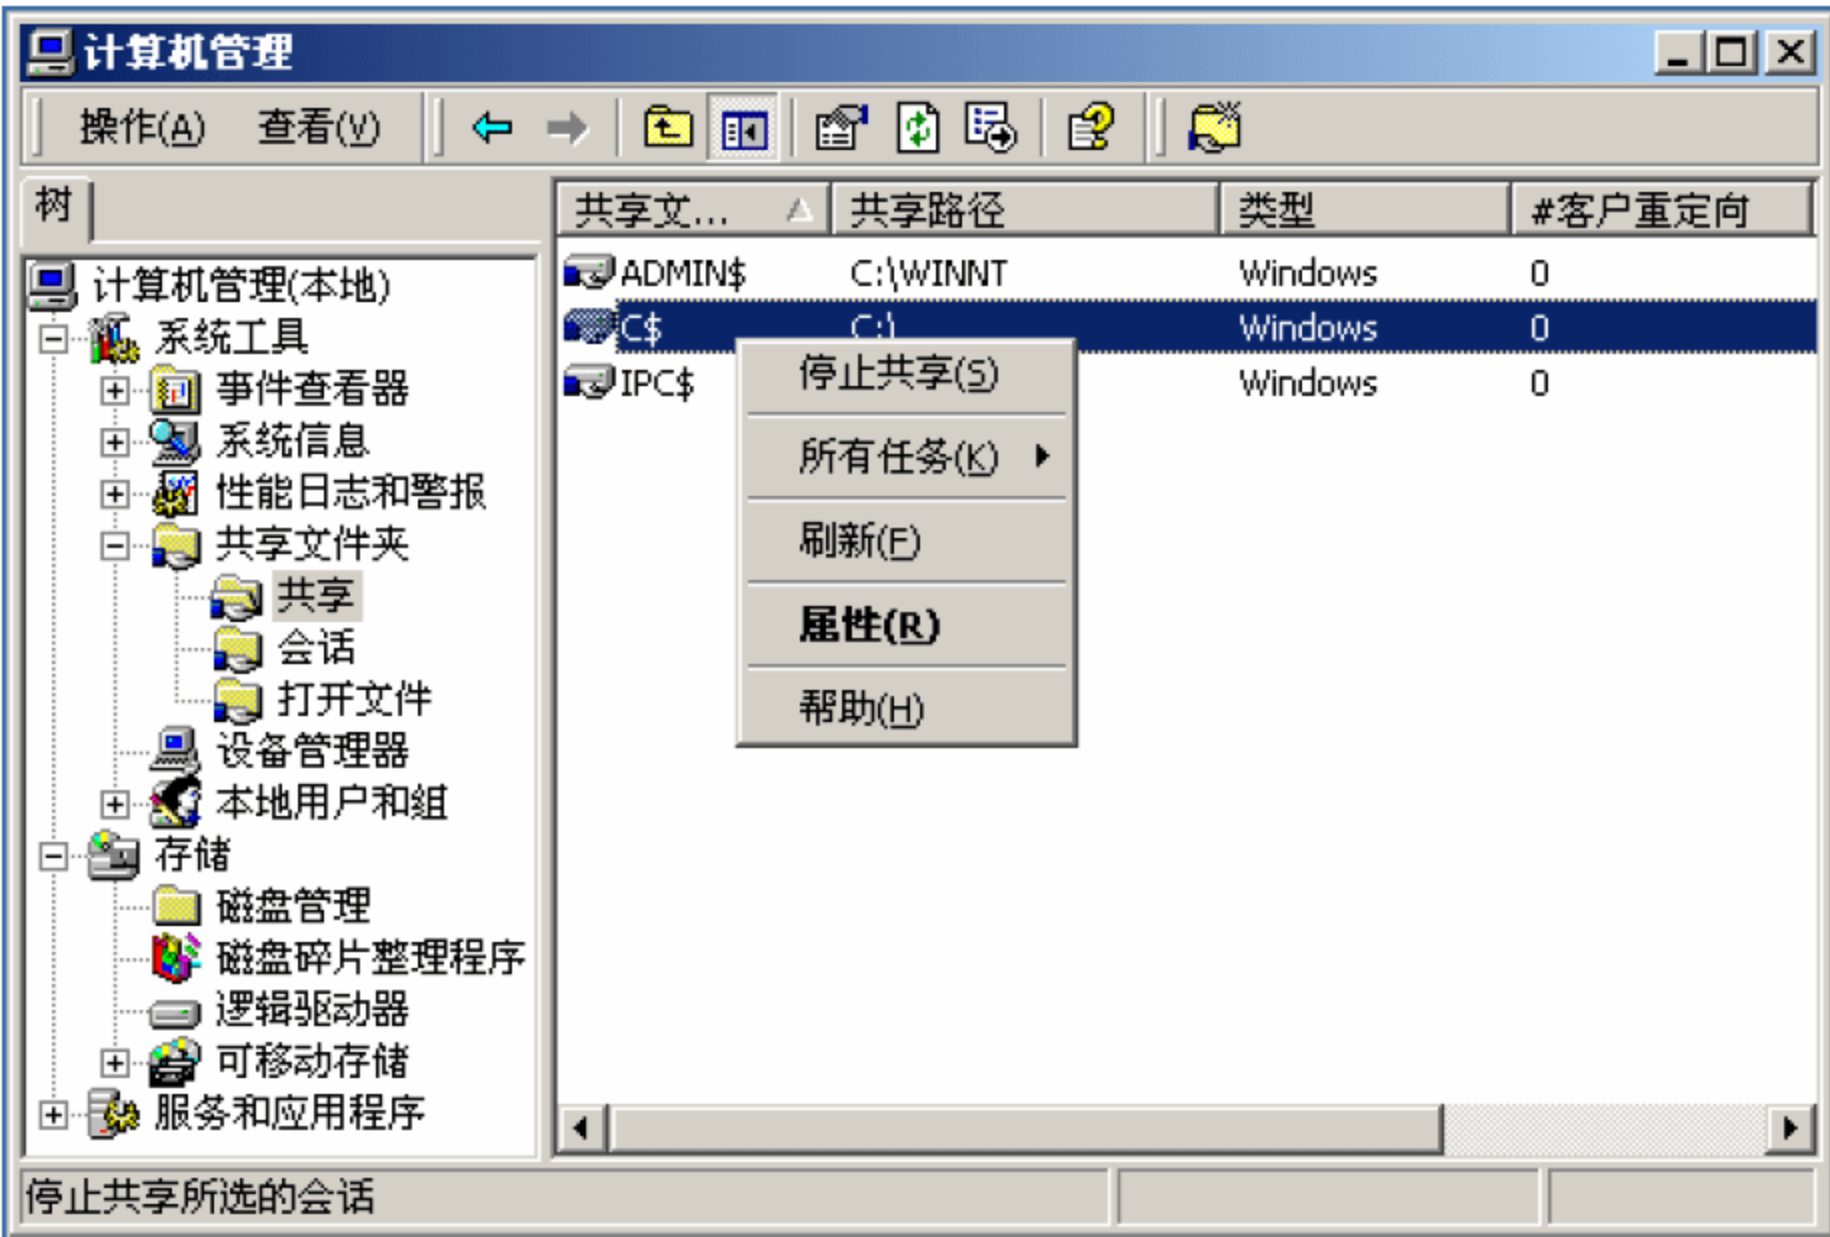 计算机管理
操作(A) 查看(V)
树
共享文... 共享路径 类型 #客户重定向
计算机管理(本地)
系统工具
事件查看器
系统信息
性能日志和警报
共享文件夹
共享
会话
打开文件
设备管理器
本地用户和组
存储
磁盘管理
磁盘碎片整理程序
逻辑驱动器
可移动存储
服务和应用程序
ADMIN$ C:\WINNT Windows 0
C$ C:\ Windows 0
IPC$ Windows 0
停止共享(S)
所有任务(K)
刷新(F)
属性(R)
帮助(H)
停止共享所选的会话